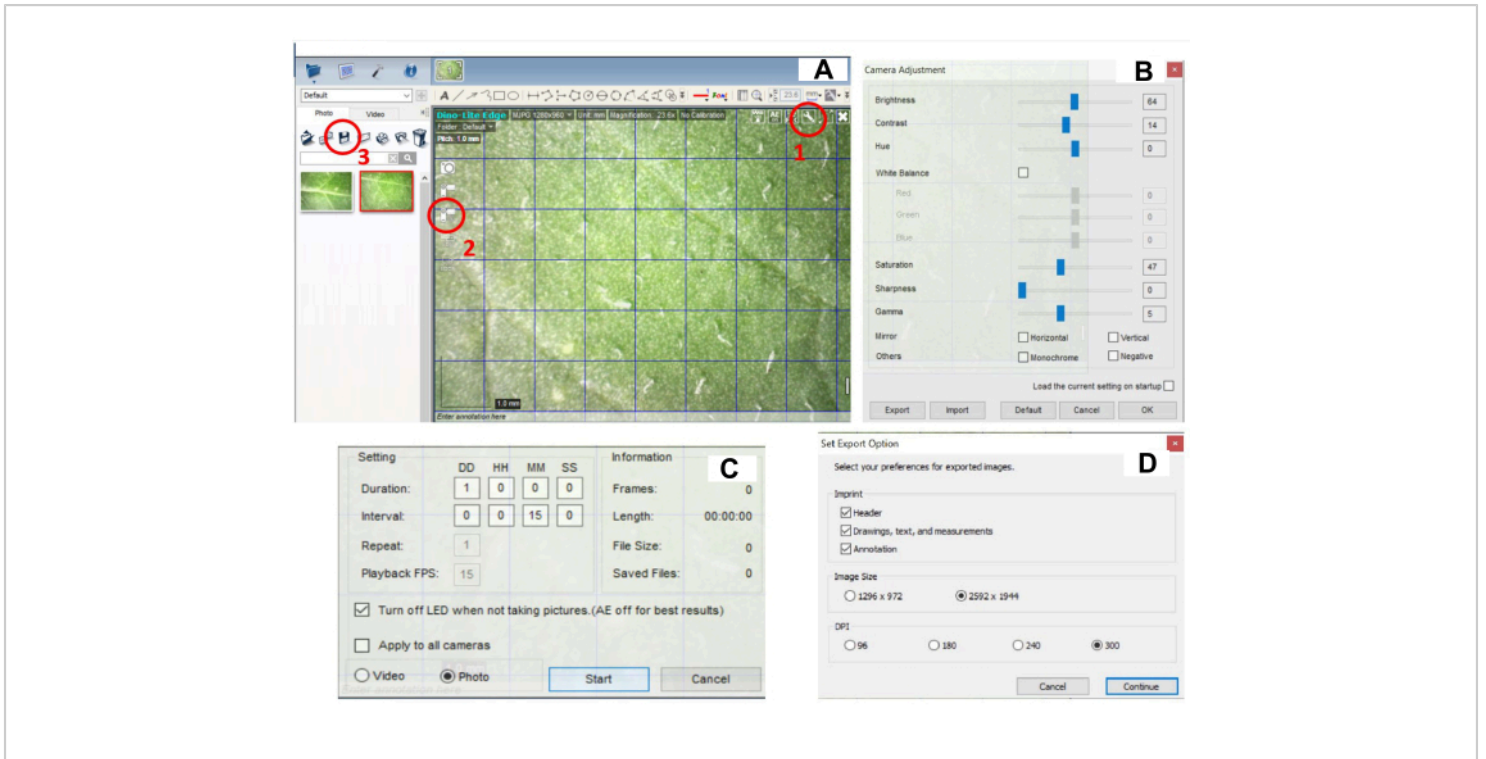 A
Default
Photo Video
3
Dino-Lite Edge MJPG 1280x960 Unit: mm Magnification: 23.6x No Calibration
Folder: Default
Pitch: 1.0 mm
1
2
1.0 mm
Enter annotation here
Camera Adjustment
B
Brightness 64
Contrast 14
Hue 0
White Balance
Red 0
Green 0
Blue 0
Saturation 47
Sharpness 0
Gamma 5
Mirror Horizontal Vertical
Others Monochrome Negative
Load the current setting on startup
Export Import Default Cancel OK
C
Setting Information
DD HH MM SS
Duration: 1 0 0 0 Frames: 0
Interval: 0 0 15 0 Length: 00:00:00
Repeat: 1 File Size: 0
Playback FPS: 15 Saved Files: 0
Turn off LED when not taking pictures.(AE off for best results)
Apply to all cameras
Video Photo Start Cancel
Enter annotation here
Set Export Option
D
Select your preferences for exported images.
Imprint
Header
Drawings, text, and measurements
Annotation
Image Size
1296 x 972 2592 x 1944
DPI
96 180 240 300
Cancel Continue